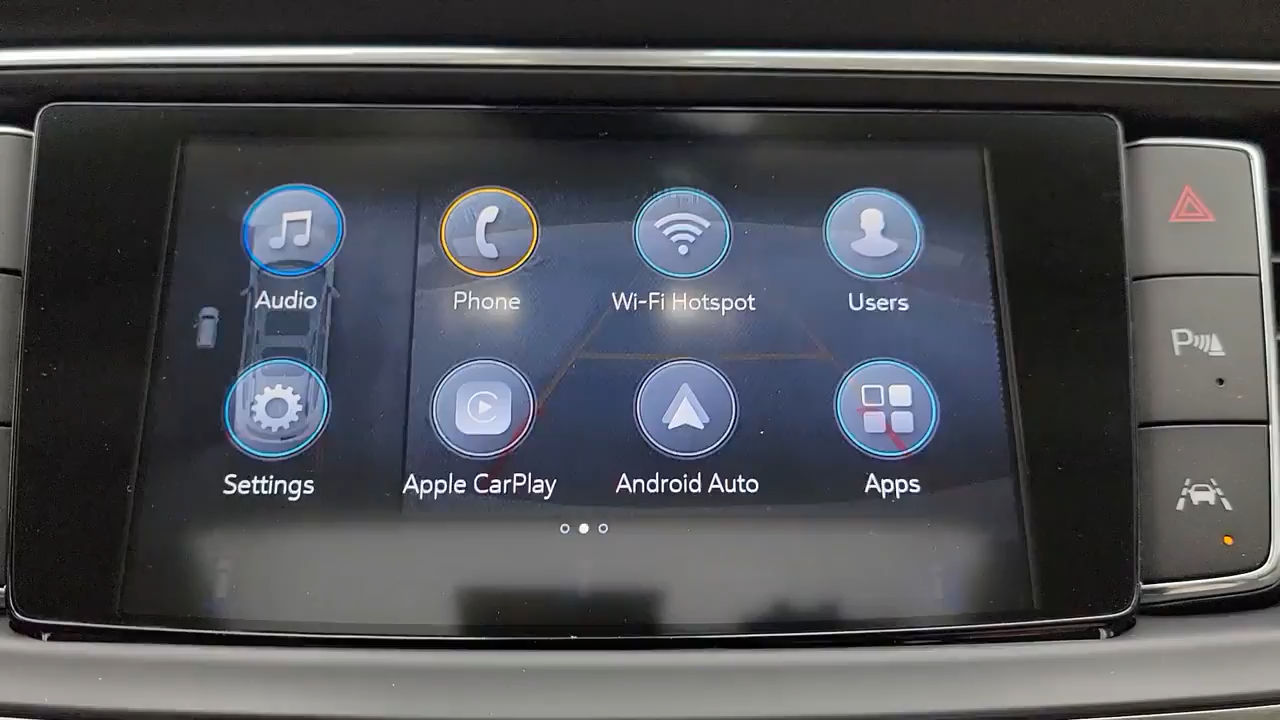 Audio
Phone
Wi-Fi Hotspot
Users
Settings
Apple CarPlay
Android Auto
Apps
P